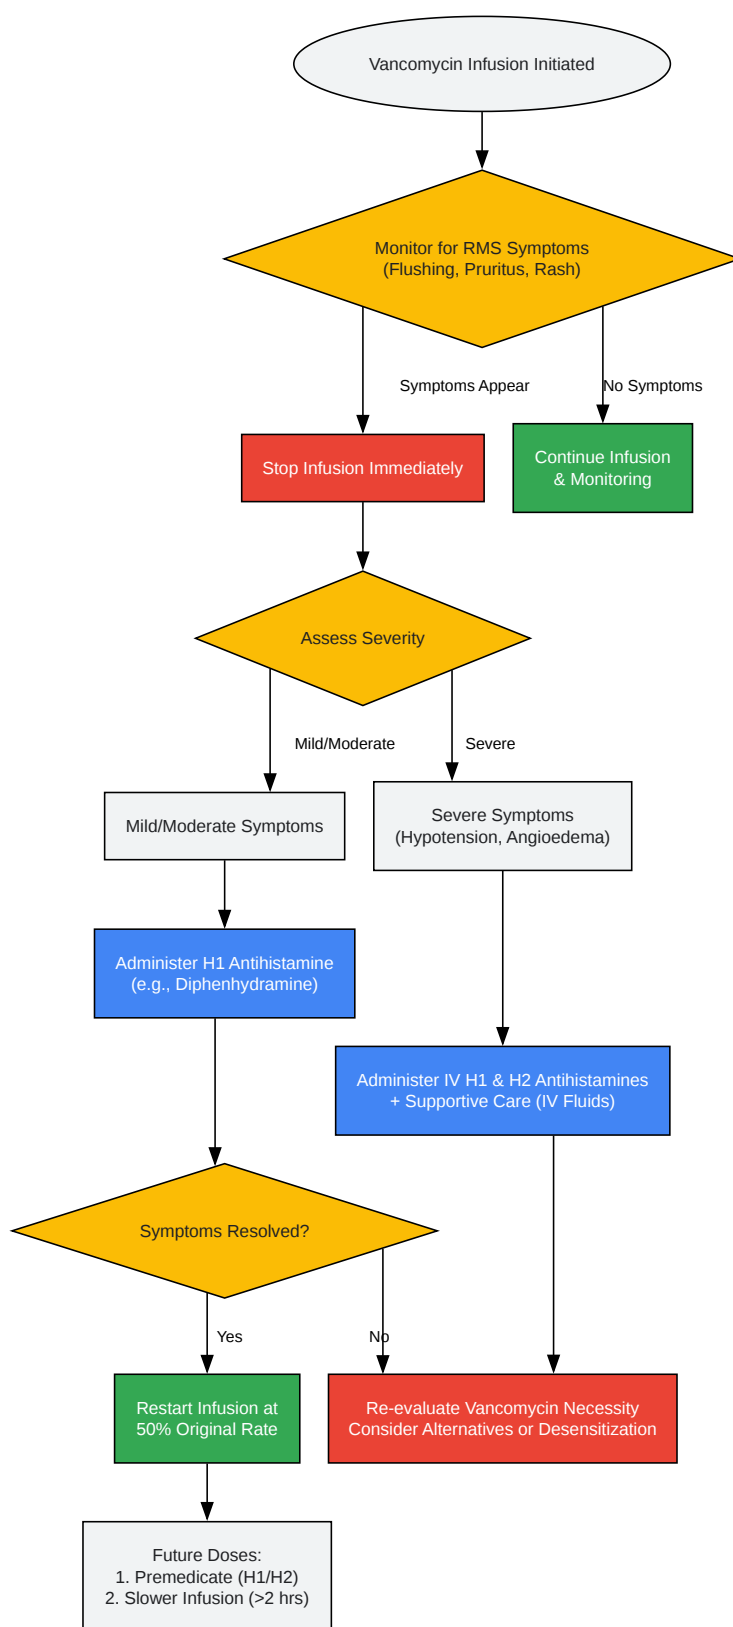 Vancomycin Infusion Initiated
Monitor for RMS Symptoms
(Flushing, Pruritus, Rash)
Symptoms Appear
No Symptoms
Stop Infusion Immediately
Continue Infusion
& Monitoring
Assess Severity
Mild/Moderate
Severe
Mild/Moderate Symptoms
Severe Symptoms
(Hypotension, Angioedema)
Administer H1 Antihistamine
(e.g., Diphenhydramine)
Administer IV H1 & H2 Antihistamines
+ Supportive Care (IV Fluids)
Symptoms Resolved?
Yes
No
Restart Infusion at
50% Original Rate
Re-evaluate Vancomycin Necessity
Consider Alternatives or Desensitization
Future Doses:
1. Premedicate (H1/H2)
2. Slower Infusion (>2 hrs)